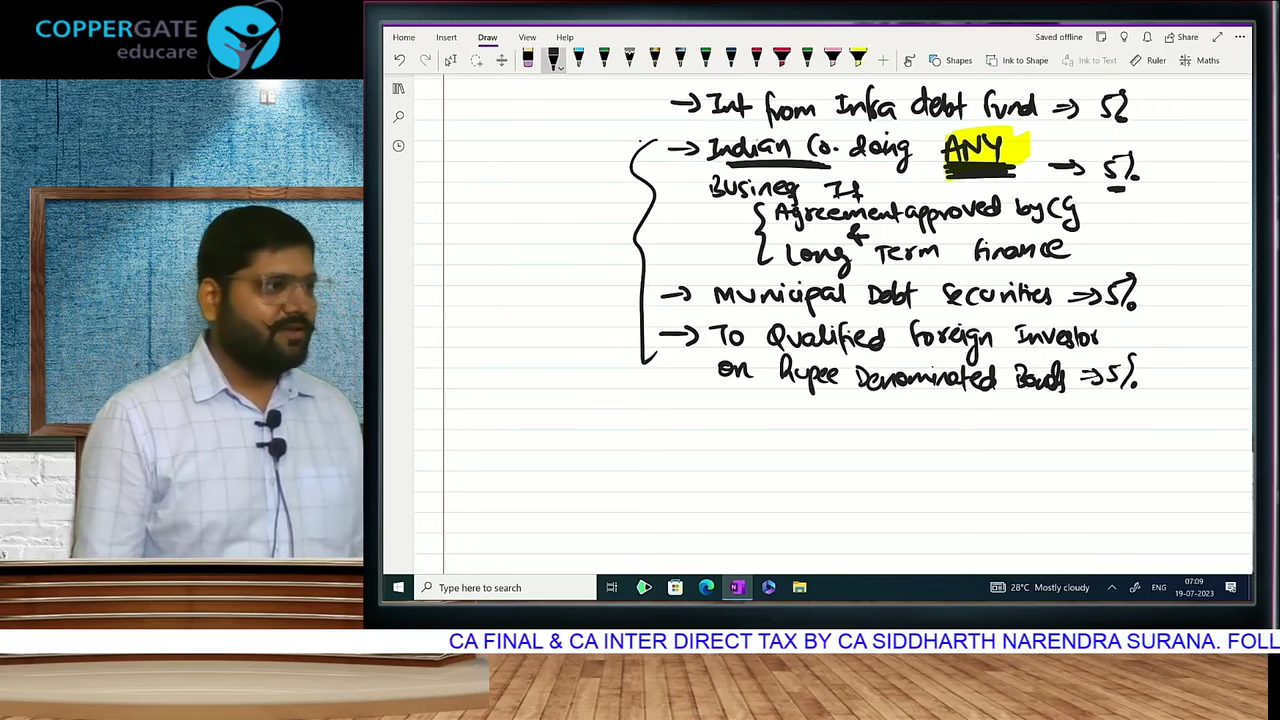 COPPERGATE
educare
Home Insert Draw View Help
Saved offline
Share
Shapes
Ink to Shape
Ink to Text
Ruler
Maths
→ Int from Infra debt fund ⇒ 5%
→ Indian Co. doing ANY
Business If → 5%
Agreement approved by CG
&
Long Term finance
→ Municipal Debt Securities ⇒ 5%
→ To Qualified foreign Investor
on Rupee Denominated Bonds ⇒ 5%
Type here to search
28°C Mostly cloudy
ENG
07:09
19-07-2023
CA FINAL & CA INTER DIRECT TAX BY CA SIDDHARTH NARENDRA SURANA. FOLL